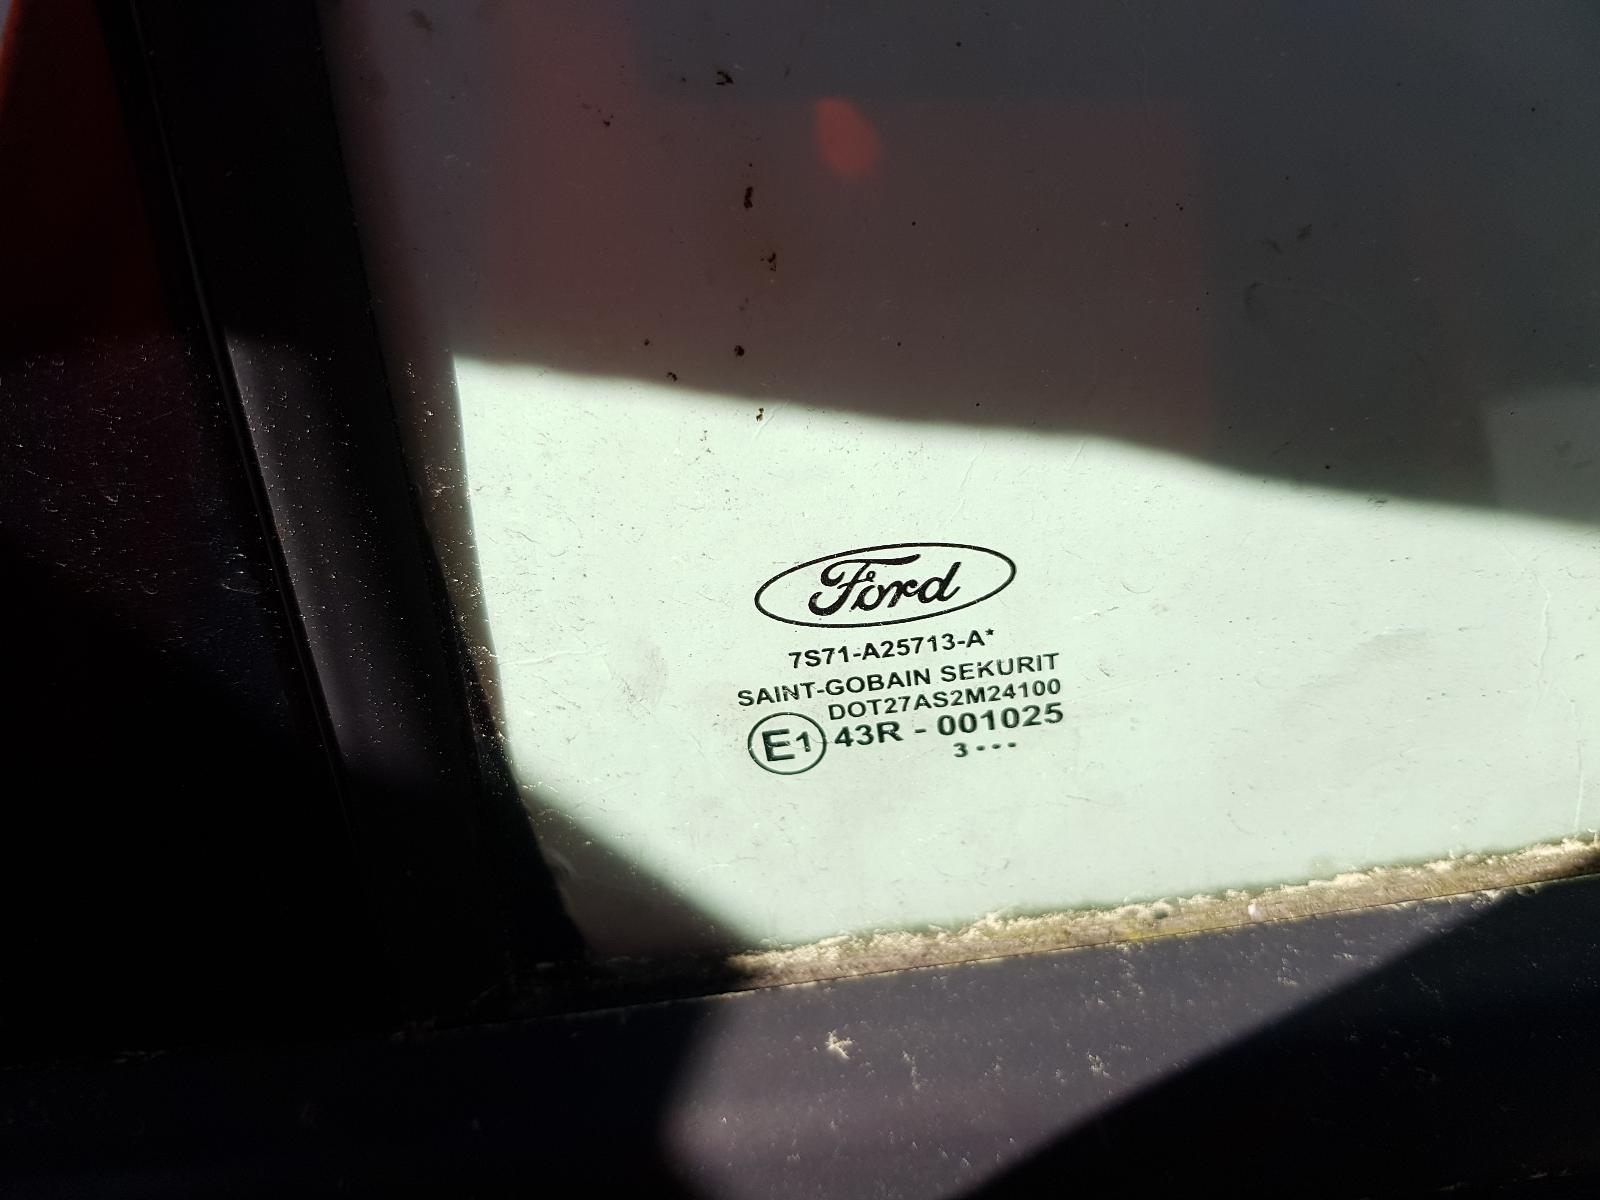 Ford
7S71-A25713-A*
SAINT-GOBAIN SEKURIT
DOT27AS2M24100
E1 43R - 001025
3 ···